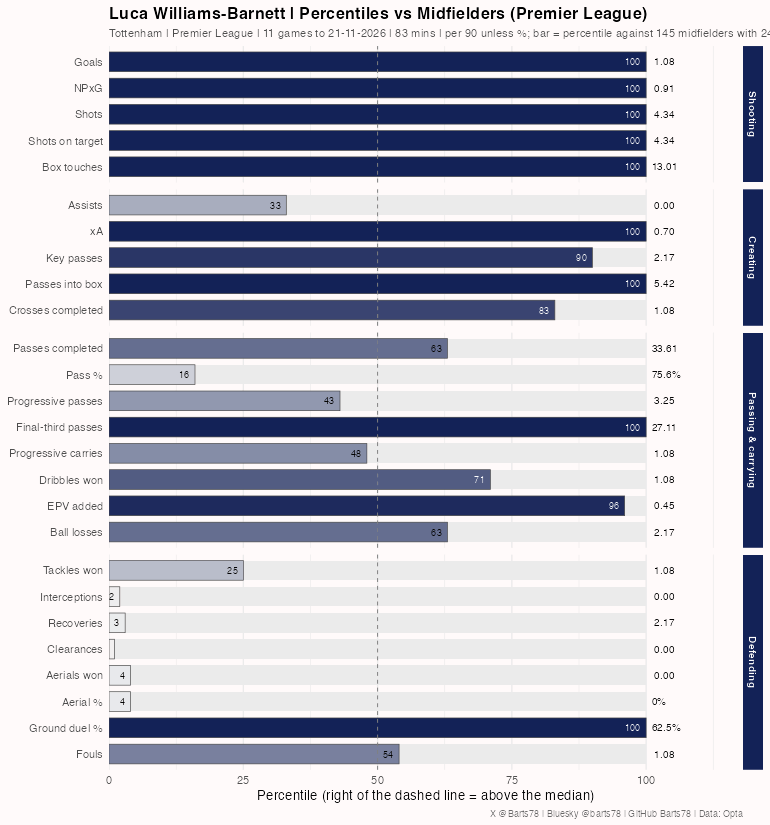 Luca Williams-Barnett | Percentiles vs Midfielders (Premier League)
Tottenham | Premier League | 11 games to 21-11-2026 | 83 mins | per 90 unless %; bar = percentile against 145 midfielders with 24
Goals 100 1.08
NPxG 100 0.91
Shots 100 4.34
Shots on target 100 4.34
Box touches 100 13.01
Shooting
Assists 33 0.00
xA 100 0.70
Key passes 90 2.17
Passes into box 100 5.42
Crosses completed 83 1.08
Creating
Passes completed 63 33.61
Pass % 16 75.6%
Progressive passes 43 3.25
Final-third passes 100 27.11
Progressive carries 48 1.08
Dribbles won 71 1.08
EPV added 96 0.45
Ball losses 63 2.17
Passing & carrying
Tackles won 25 1.08
Interceptions 2 0.00
Recoveries 3 2.17
Clearances 0.00
Aerials won 4 0.00
Aerial % 4 0%
Ground duel % 100 62.5%
Fouls 54 1.08
Defending
0 25 50 75 100
Percentile (right of the dashed line = above the median)
X @Barts78 | Bluesky @barts78 | GitHub Barts78 | Data: Opta